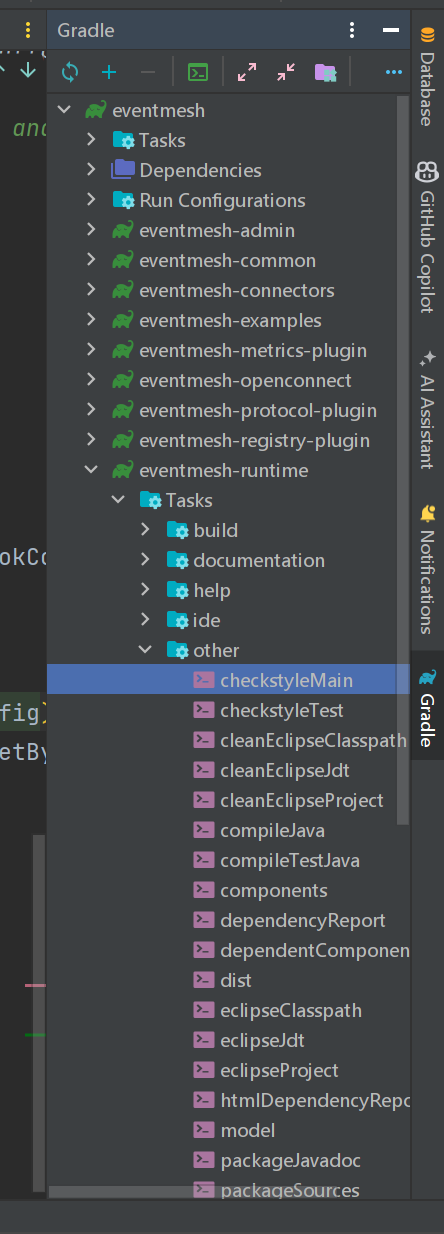 Gradle
eventmesh
Tasks
Dependencies
Run Configurations
eventmesh-admin
eventmesh-common
eventmesh-connectors
eventmesh-examples
eventmesh-metrics-plugin
eventmesh-openconnect
eventmesh-protocol-plugin
eventmesh-registry-plugin
eventmesh-runtime
Tasks
build
documentation
help
ide
other
checkstyleMain
checkstyleTest
cleanEclipseClasspath
cleanEclipseJdt
cleanEclipseProject
compileJava
compileTestJava
components
dependencyReport
dependentComponen
dist
eclipseClasspath
eclipseJdt
eclipseProject
htmlDependencyRepo
model
packageJavadoc
packageSources
and
ookCo
fig)
etBy
Database
GitHub Copilot
AI Assistant
Notifications
Gradle